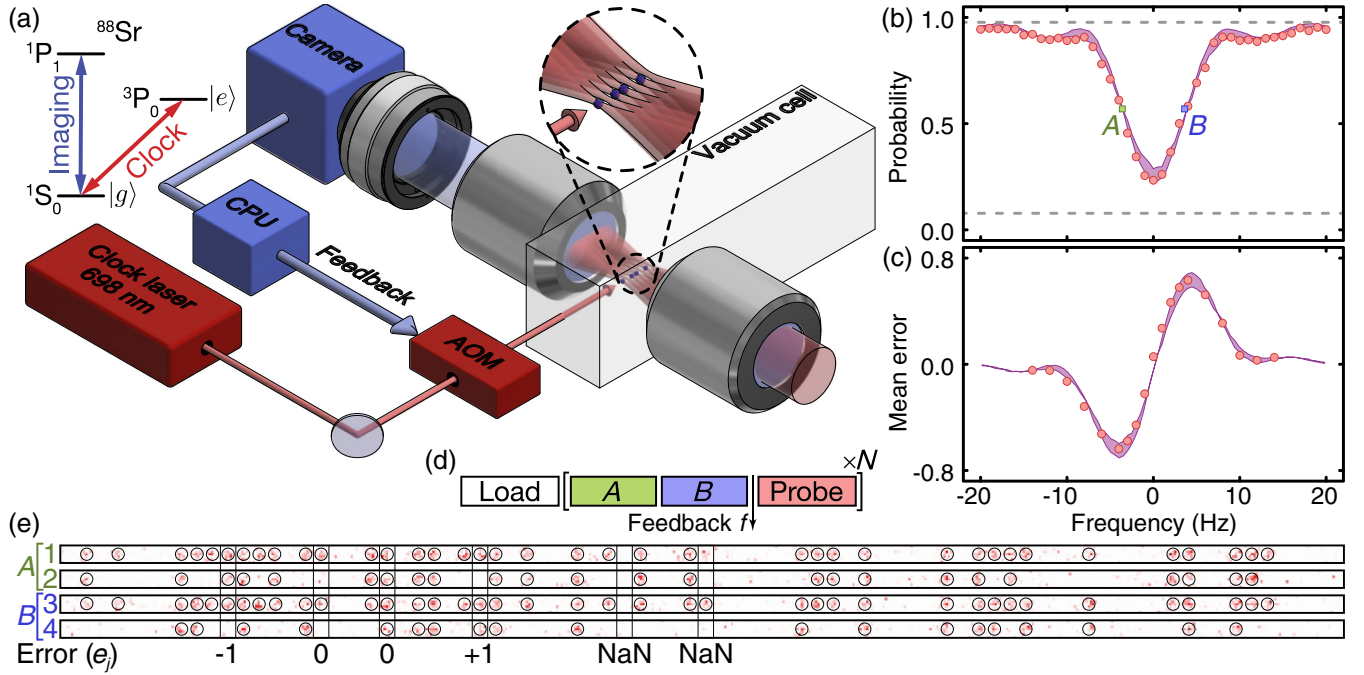 (a)
⁸⁸Sr
¹P₁
³P₀
|e⟩
Imaging
Clock
¹S₀
|g⟩
Camera
CPU
Feedback
Clock laser
698 nm
AOM
Vacuum cell
(b)
1.0
0.5
0.0
Probability
A
B
(c)
0.8
0.0
-0.8
Mean error
-20 -10 0 10 20
Frequency (Hz)
(d)
×N
Load [ A B Probe ]
Feedback f
(e)
A [ 1
2
B [ 3
4
Error (eⱼ) -1 0 0 +1 NaN NaN